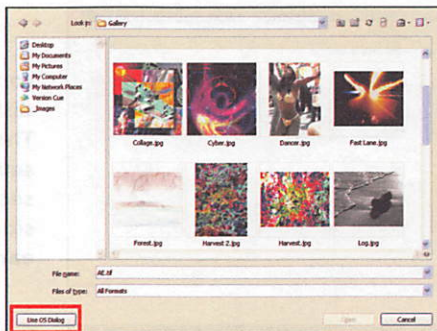 Look in: Gallery
Desktop
My Documents
My Pictures
My Computer
My Network Places
Version Cue
_Images
Collage.jpg
Cyber.jpg
Dancer.jpg
Fast Lane.jpg
Forest.jpg
Harvest 2.jpg
Harvest.jpg
Log.jpg
File name: AE.tif
Files of type: All Formats
Use OS Dialog
Open
Cancel